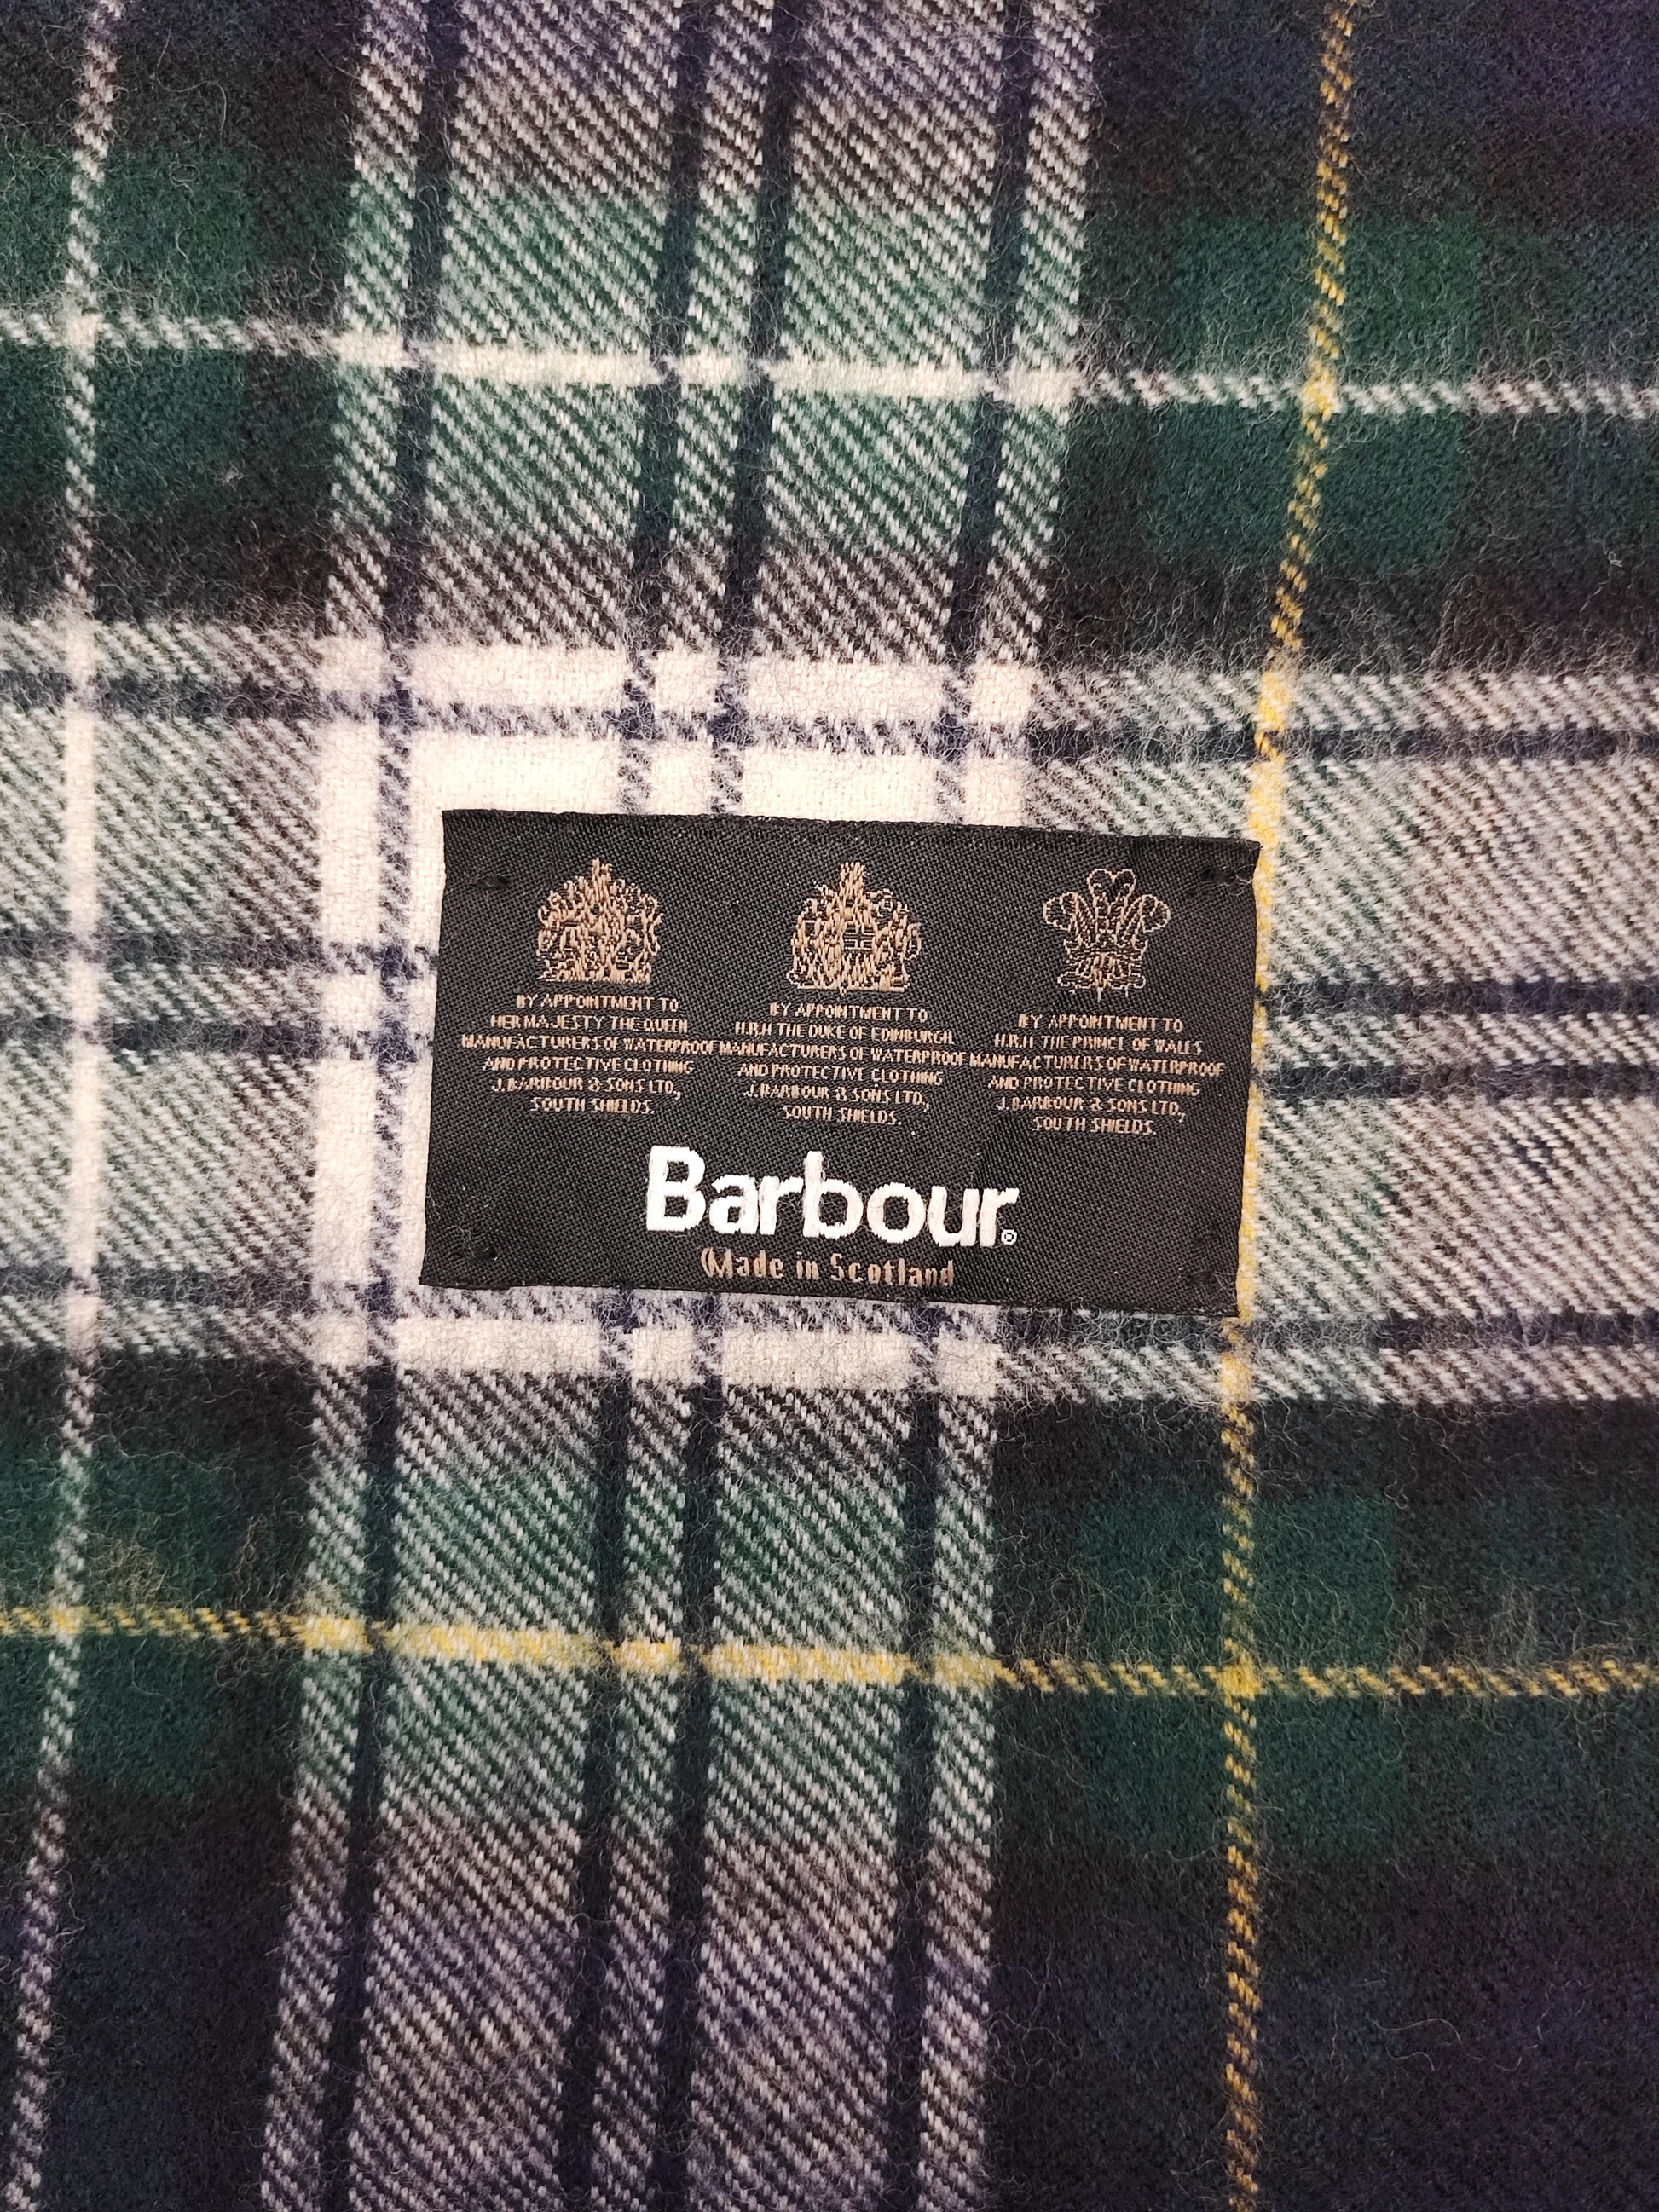 BY APPOINTMENT TO
HER MAJESTY THE QUEEN
MANUFACTURERS OF WATERPROOF
AND PROTECTIVE CLOTHING
J. BARBOUR & SONS LTD,
SOUTH SHIELDS.
BY APPOINTMENT TO
H.R.H THE DUKE OF EDINBURGH
MANUFACTURERS OF WATERPROOF
AND PROTECTIVE CLOTHING
J. BARBOUR & SONS LTD,
SOUTH SHIELDS.
BY APPOINTMENT TO
H.R.H THE PRINCE OF WALES
MANUFACTURERS OF WATERPROOF
AND PROTECTIVE CLOTHING
J. BARBOUR & SONS LTD,
SOUTH SHIELDS.
Barbour®
Made in Scotland